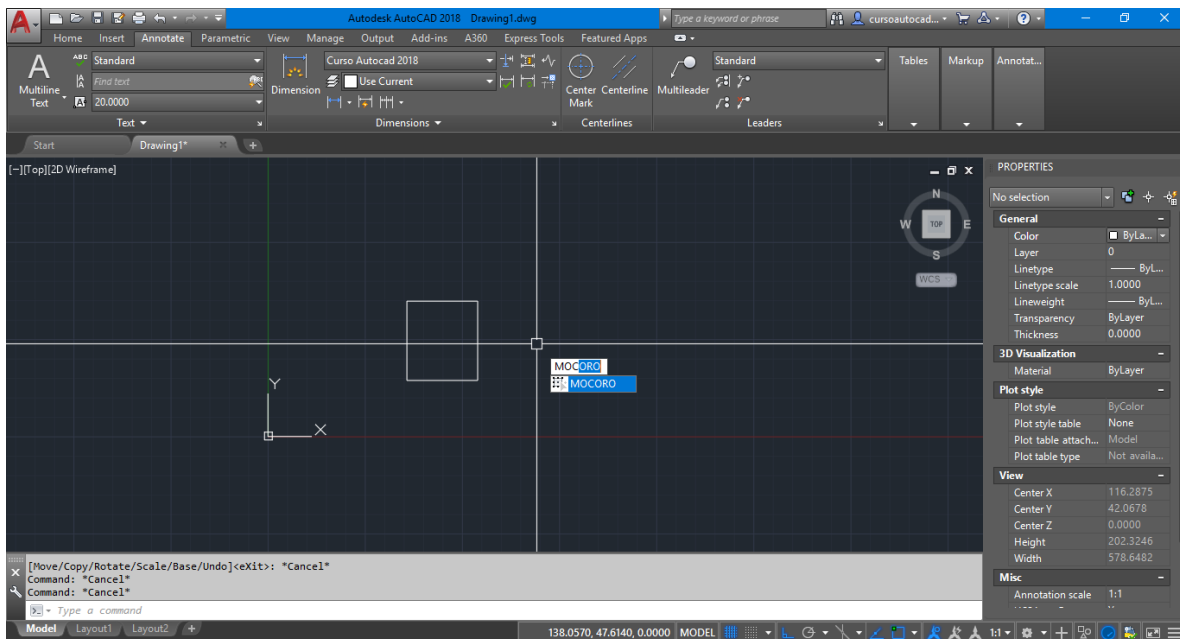 Autodesk AutoCAD 2018 Drawing1.dwg
Type a keyword or phrase
cursoautocad...
Home Insert Annotate Parametric View Manage Output Add-ins A360 Express Tools Featured Apps
A Multiline Text
ABC Standard
Find text
20.0000
Text
Dimension
Curso Autocad 2018
Use Current
Dimensions
Center Mark
Centerline
Centerlines
Multileader
Standard
Leaders
Tables
Markup
Annotat...
Start Drawing1* × +
[−][Top][2D Wireframe]
N
W TOP E
S
WCS
MOCORO
MOCORO
Y
X
PROPERTIES
No selection
General −
Color ByLa...
Layer 0
Linetype ByL...
Linetype scale 1.0000
Lineweight ByL...
Transparency ByLayer
Thickness 0.0000
3D Visualization −
Material ByLayer
Plot style −
Plot style ByColor
Plot style table None
Plot table attach... Model
Plot table type Not availa...
View −
Center X 116.2875
Center Y 42.0678
Center Z 0.0000
Height 202.3246
Width 578.6482
Misc −
Annotation scale 1:1
[Move/Copy/Rotate/Scale/Base/Undo]<eXit>: *Cancel*
Command: *Cancel*
Command: *Cancel*
Type a command
Model Layout1 Layout2 +
138.0570, 47.6140, 0.0000 MODEL 1:1